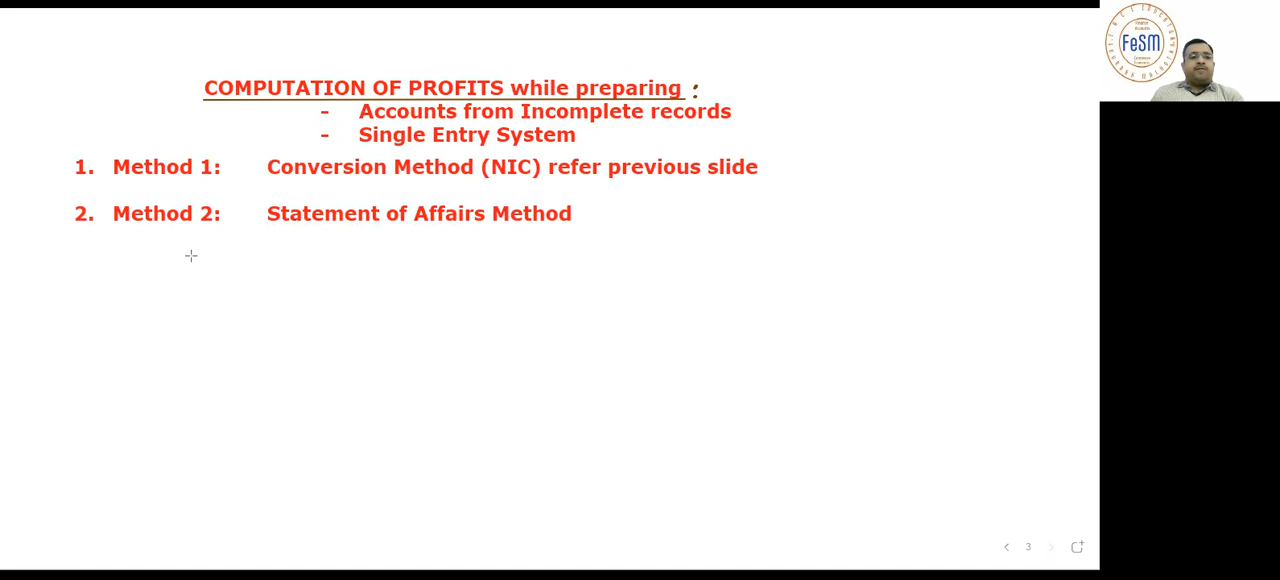 COMPUTATION OF PROFITS while preparing :
- Accounts from Incomplete records
- Single Entry System
1. Method 1: Conversion Method (NIC) refer previous slide
2. Method 2: Statement of Affairs Method
FeSM
3